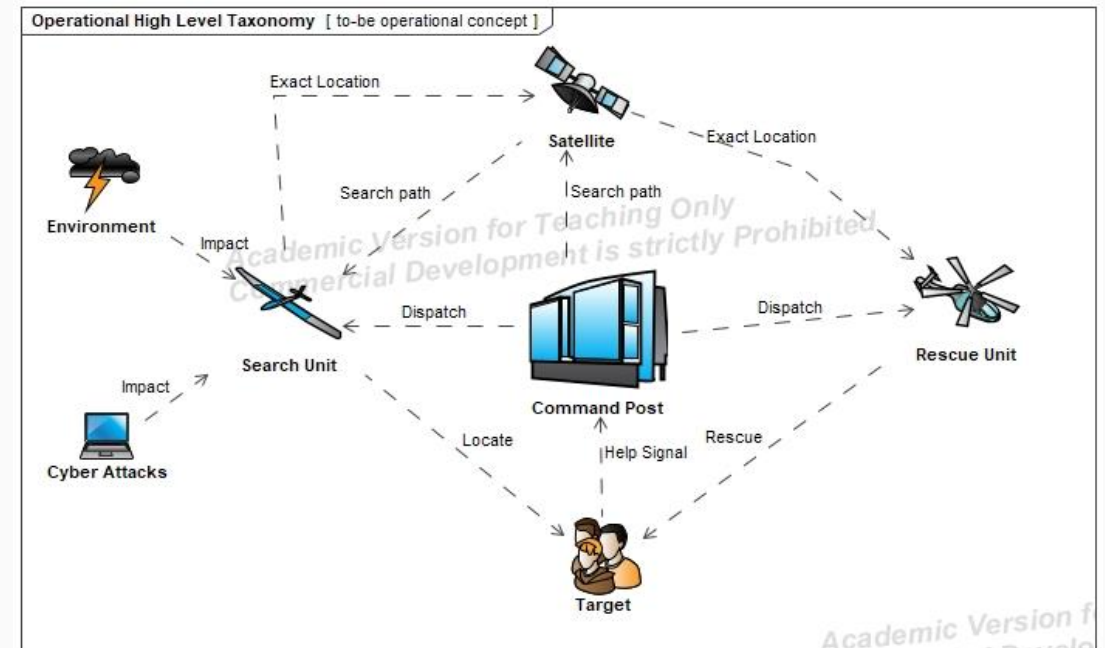 Operational High Level Taxonomy [ to-be operational concept ]
Exact Location
Satellite
Exact Location
Search path
Search path
Environment
Impact
Academic Version for Teaching Only
Commercial Development is strictly Prohibited
Dispatch
Dispatch
Search Unit
Rescue Unit
Impact
Command Post
Cyber Attacks
Locate
Help Signal
Rescue
Target
Academic Version